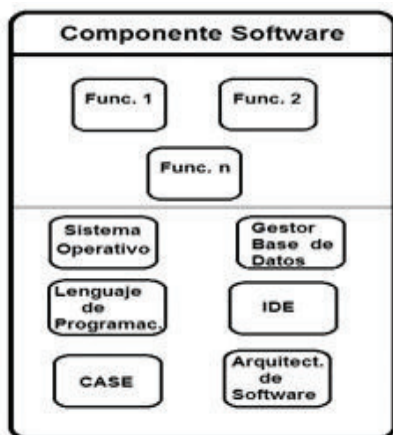 Componente Software
Func. 1
Func. 2
Func. n
Sistema
Operativo
Gestor
Base de
Datos
Lenguaje
de
Programac.
IDE
CASE
Arquitect.
de
Software